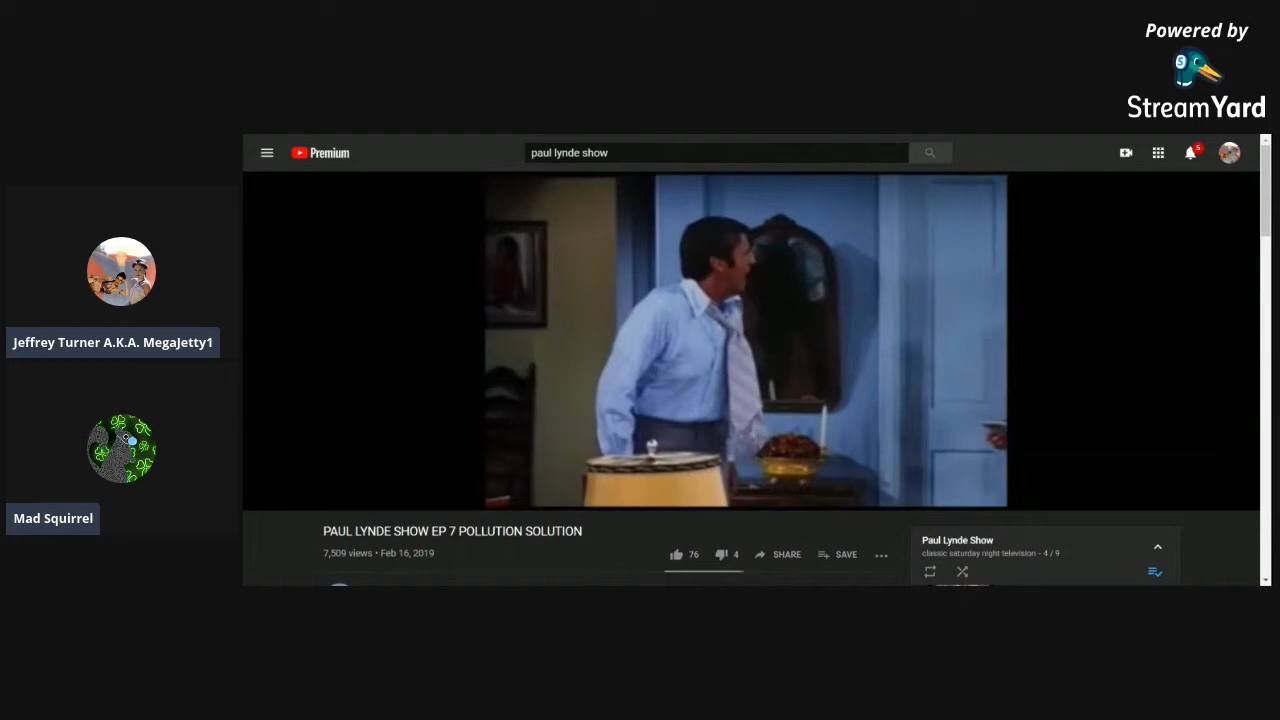 Powered by
StreamYard
Premium
paul lynde show
5
Jeffrey Turner A.K.A. MegaJetty1
Mad Squirrel
PAUL LYNDE SHOW EP 7 POLLUTION SOLUTION
7,509 views • Feb 16, 2019
76
4
SHARE
SAVE
Paul Lynde Show
classic saturday night television - 4 / 9